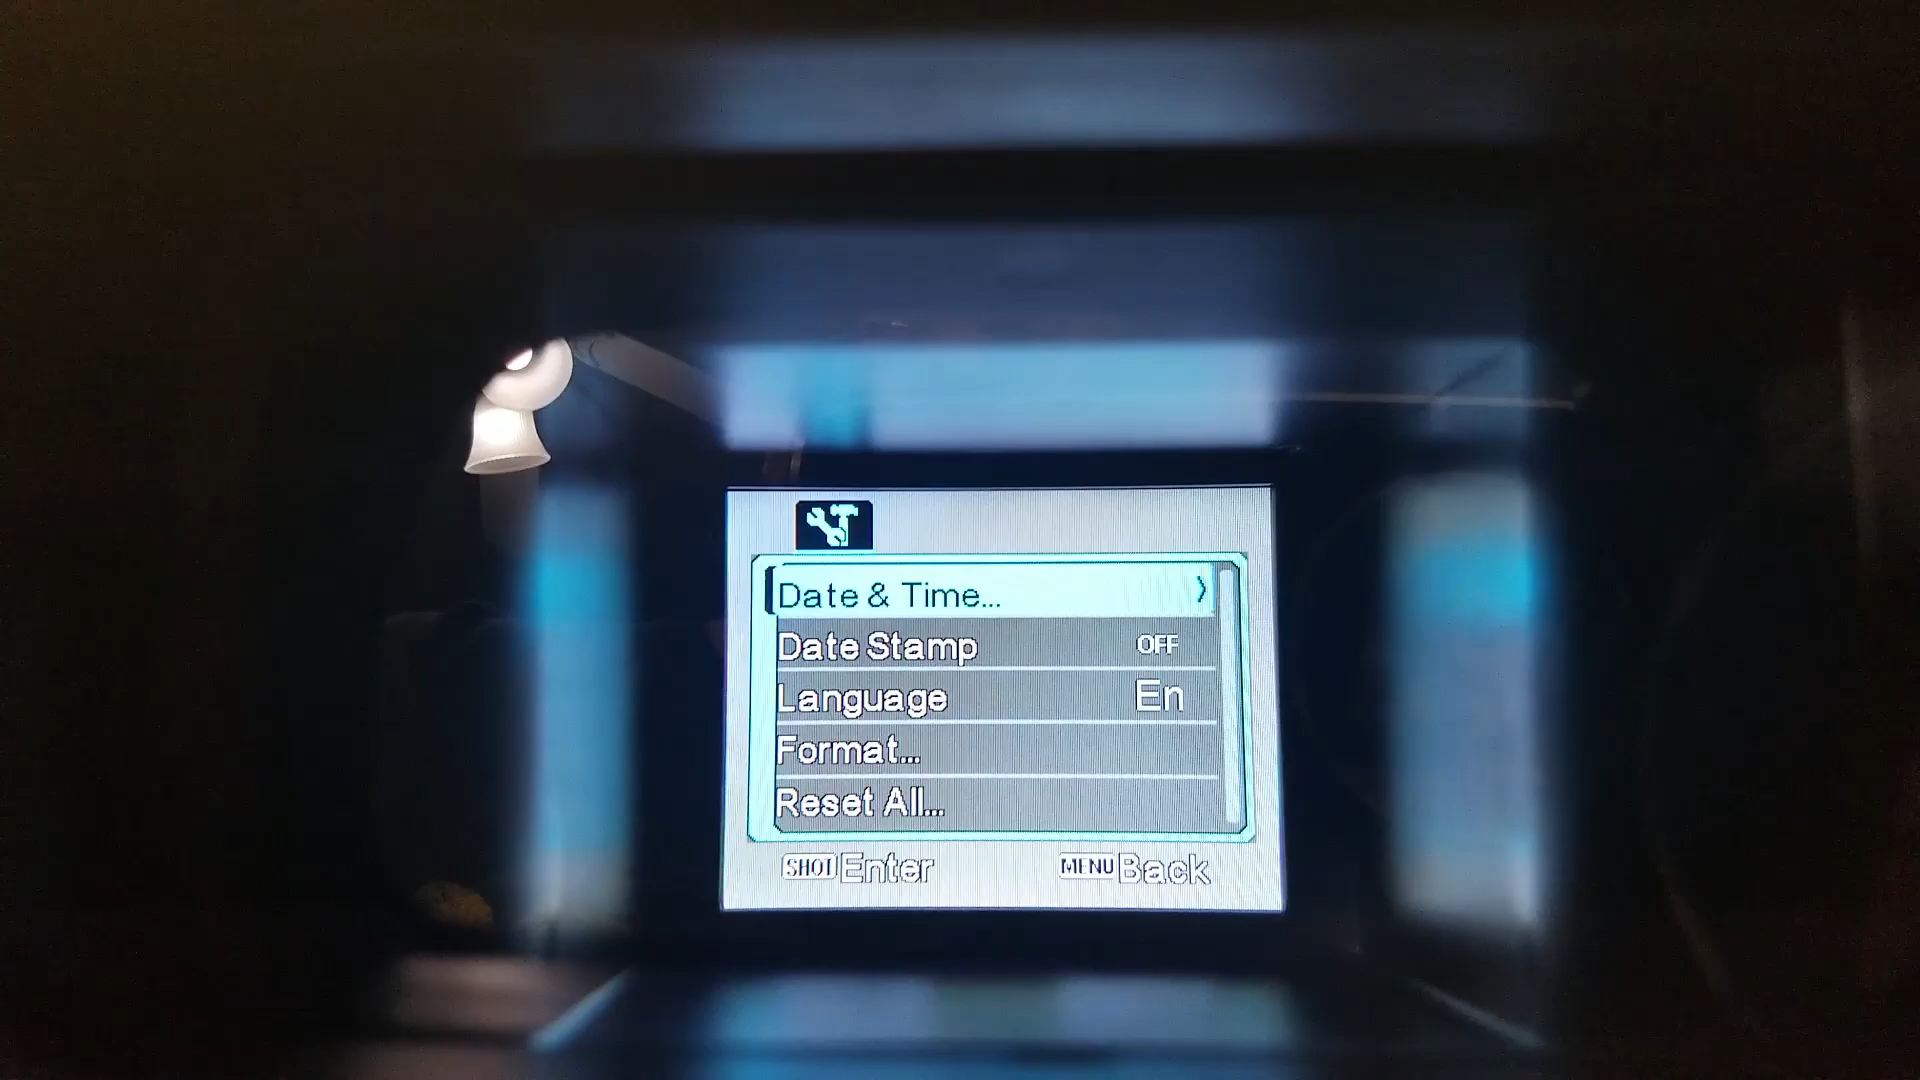 Date & Time... >
Date Stamp OFF
Language En
Format...
Reset All...
SHOT Enter MENU Back